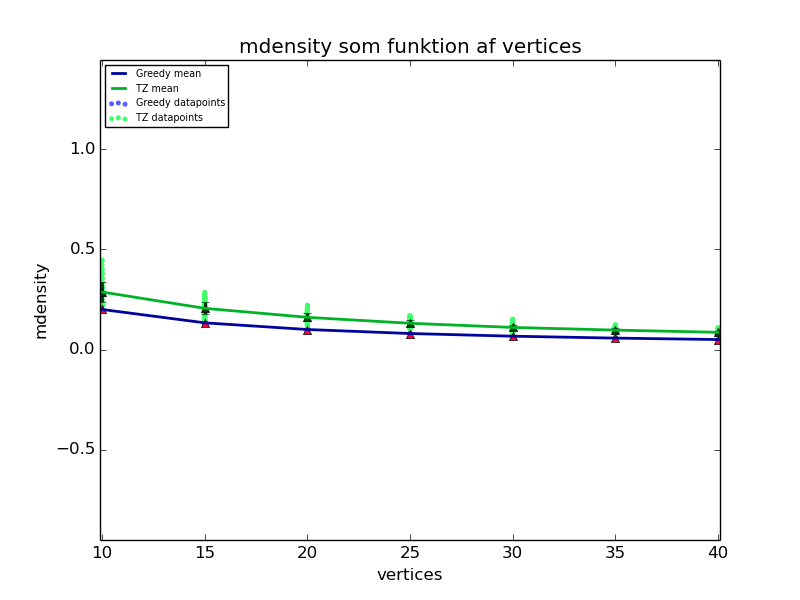 mdensity som funktion af vertices
Greedy mean
TZ mean
Greedy datapoints
TZ datapoints
1.0
0.5
0.0
−0.5
mdensity
10 15 20 25 30 35 40
vertices